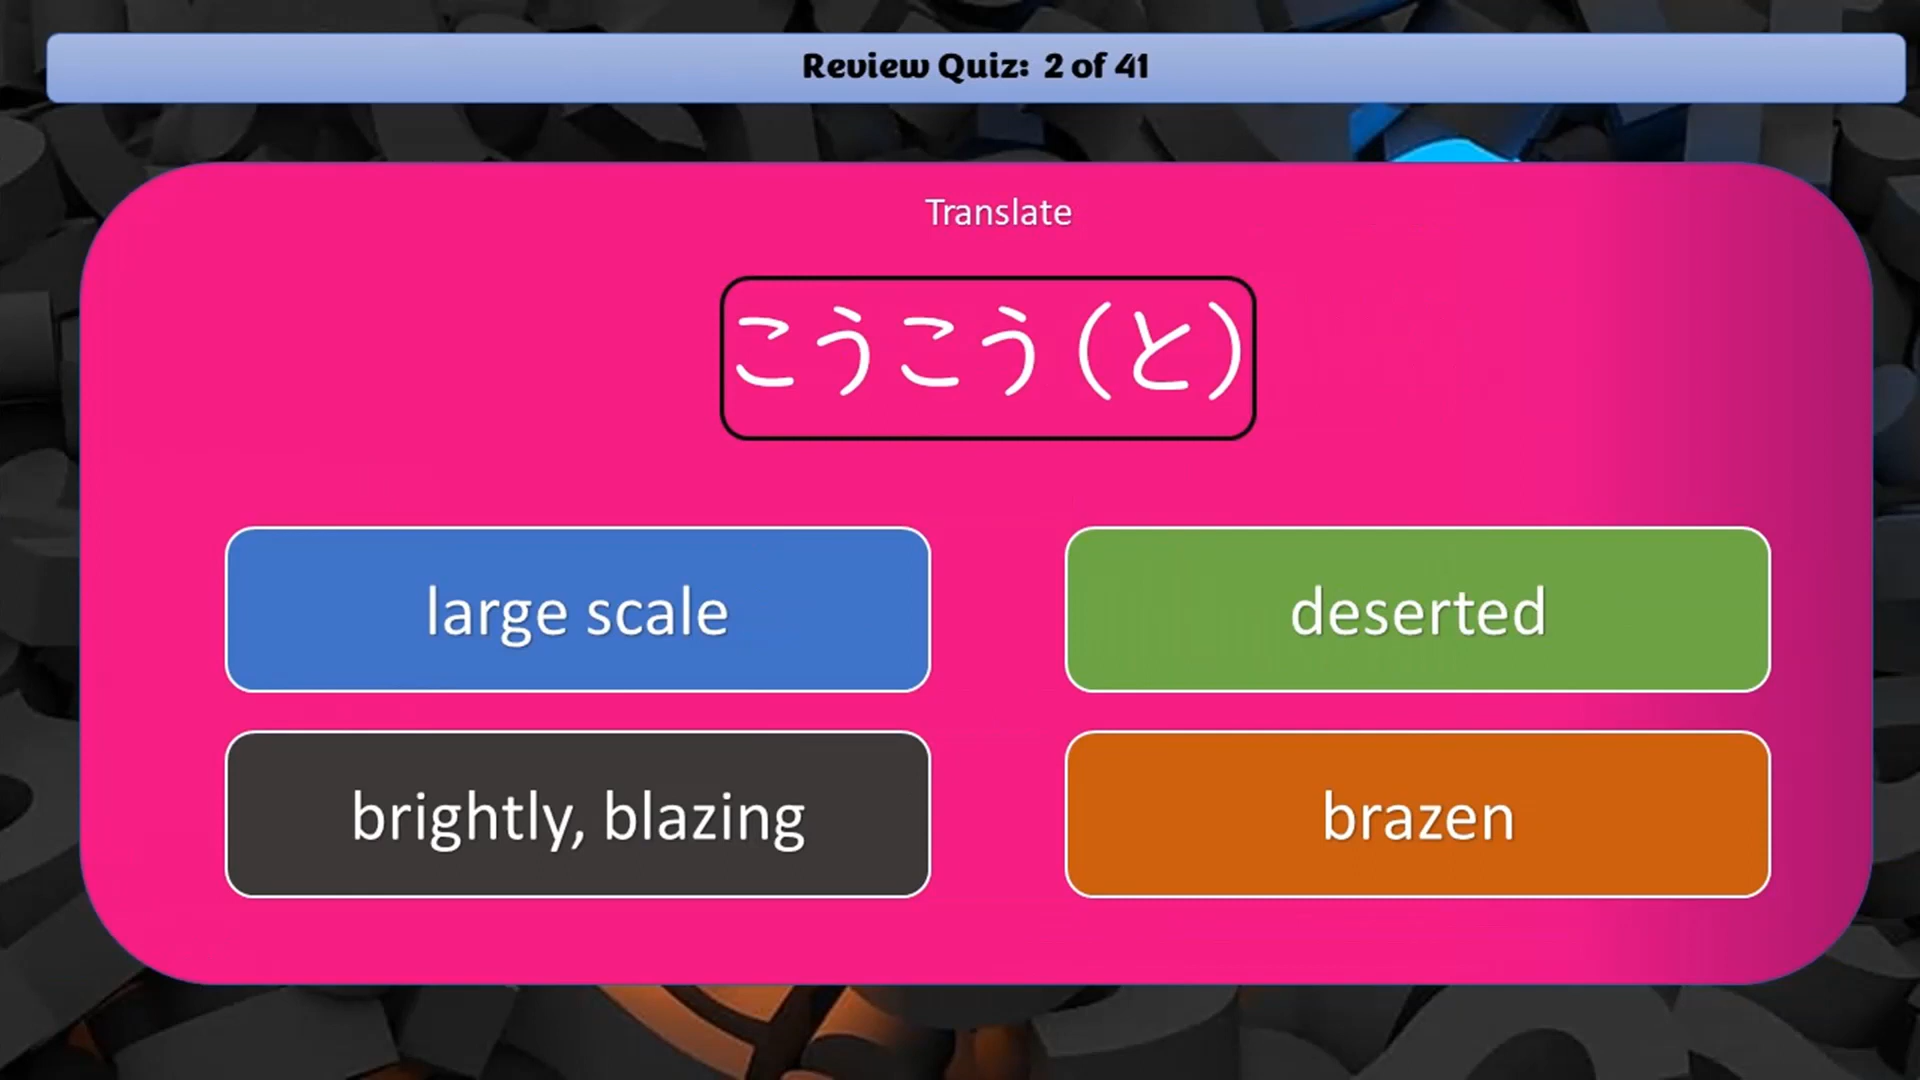 Review Quiz: 2 of 41
Translate
こうこう(と)
large scale
deserted
brightly, blazing
brazen